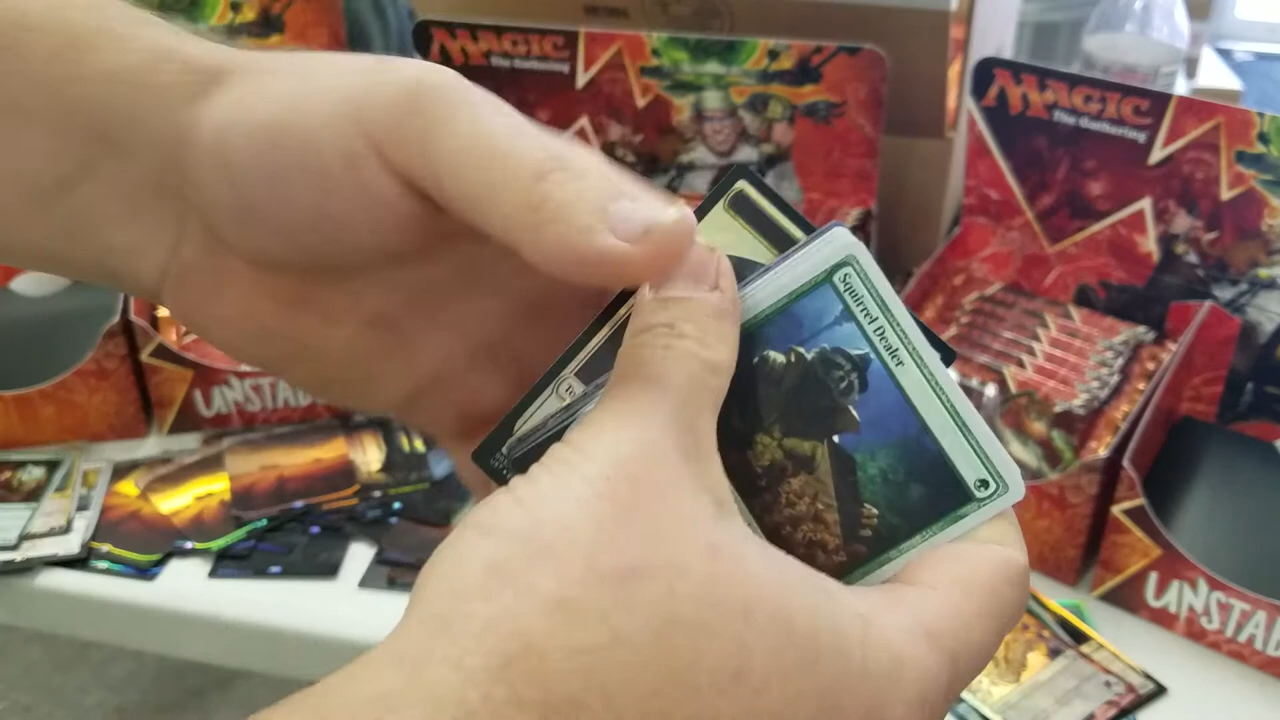 MAGIC
The Gathering
MAGIC
The Gathering
Squirrel Dealer
UNSTAB
UNSTAB